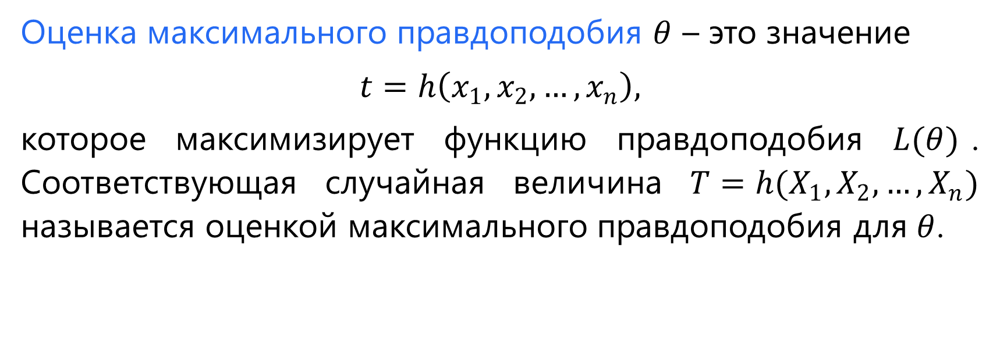 Оценка максимального правдоподобия θ – это значение
t = h(x₁, x₂, … , xₙ),
которое максимизирует функцию правдоподобия L(θ) .
Соответствующая случайная величина T = h(X₁, X₂, … , Xₙ)
называется оценкой максимального правдоподобия для θ.